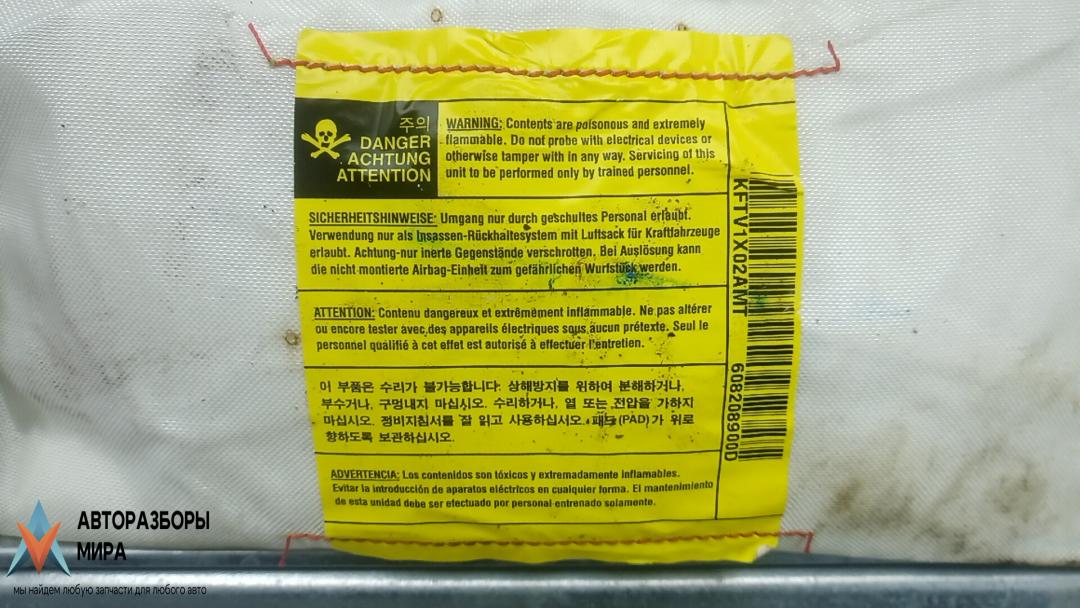 주의
DANGER
ACHTUNG
ATTENTION
WARNING: Contents are poisonous and extremely
flammable. Do not probe with electrical devices or
otherwise tamper with in any way. Servicing of this
unit to be performed only by trained personnel.
SICHERHEITSHINWEISE: Umgang nur durch geschultes Personal erlaubt.
Verwendung nur als Insassen-Rückhaltesystem mit Luftsack für Kraftfahrzeuge
erlaubt. Achtung-nur inerte Gegenstände verschrotten. Bei Auslösung kann
die nicht montierte Airbag-Einheit zum gefährlichen Wurfstück werden.
ATTENTION: Contenu dangereux et extrêmement inflammable. Ne pas altérer
ou encore tester avec des appareils électriques sous aucun prétexte. Seul le
personnel qualifié à cet effet est autorisé à effectuer l'entretien.
이 부품은 수리가 불가능합니다. 상해방지를 위하여 분해하거나,
부수거나, 구멍내지 마십시오. 수리하거나, 열 또는 전압을 가하지
마십시오. 정비지침서를 잘 읽고 사용하십시오. 패드(PAD)가 위로
향하도록 보관하십시오.
ADVERTENCIA: Los contenidos son tóxicos y extremadamente inflamables.
Evitar la introducción de aparatos eléctricos en cualquier forma. El mantenimiento
de esta unidad debe ser efectuado por personal entrenado solamente.
KFTV1X02AMT
608208900D
АВТОРАЗБОРЫ
МИРА
мы найдем любую запчасти для любого авто